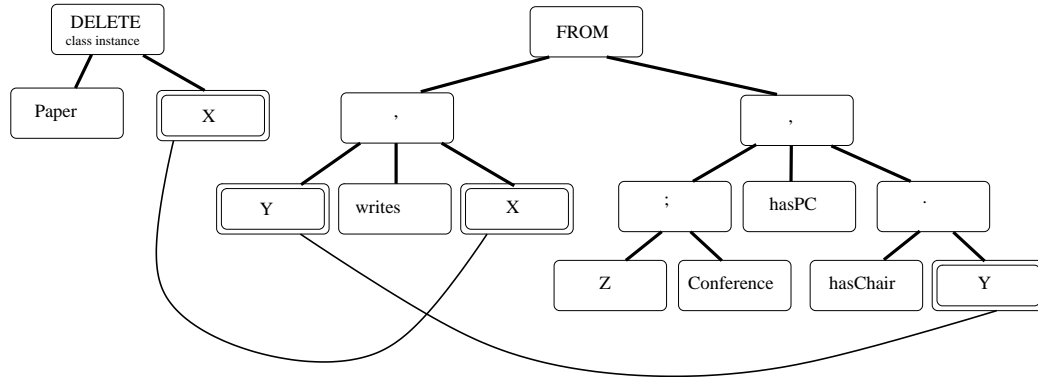 DELETE
class instance
FROM
Paper
X
,
,
Y
writes
X
;
hasPC
.
Z
Conference
hasChair
Y